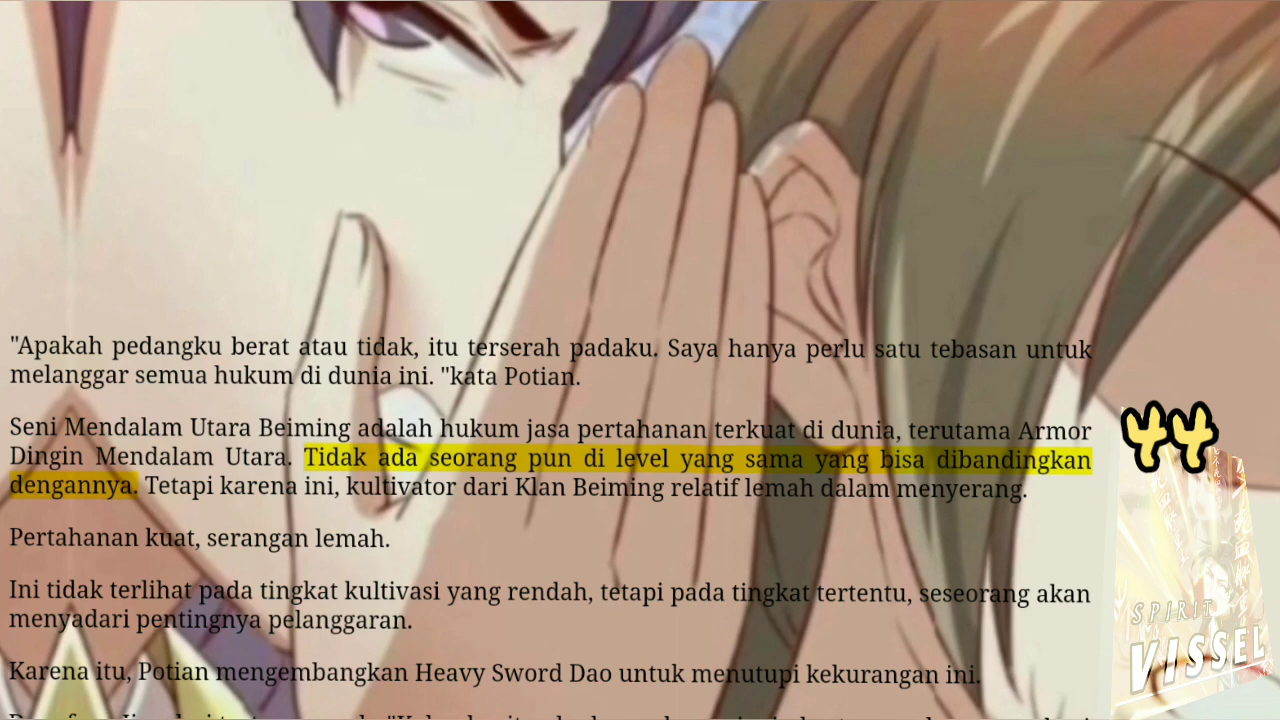 "Apakah pedangku berat atau tidak, itu terserah padaku. Saya hanya perlu satu tebasan untuk
melanggar semua hukum di dunia ini. "kata Potian.
Seni Mendalam Utara Beiming adalah hukum jasa pertahanan terkuat di dunia, terutama Armor
Dingin Mendalam Utara. Tidak ada seorang pun di level yang sama yang bisa dibandingkan
dengannya. Tetapi karena ini, kultivator dari Klan Beiming relatif lemah dalam menyerang.
Pertahanan kuat, serangan lemah.
Ini tidak terlihat pada tingkat kultivasi yang rendah, tetapi pada tingkat tertentu, seseorang akan
menyadari pentingnya pelanggaran.
Karena itu, Potian mengembangkan Heavy Sword Dao untuk menutupi kekurangan ini.
SPIRIT
VISSEL